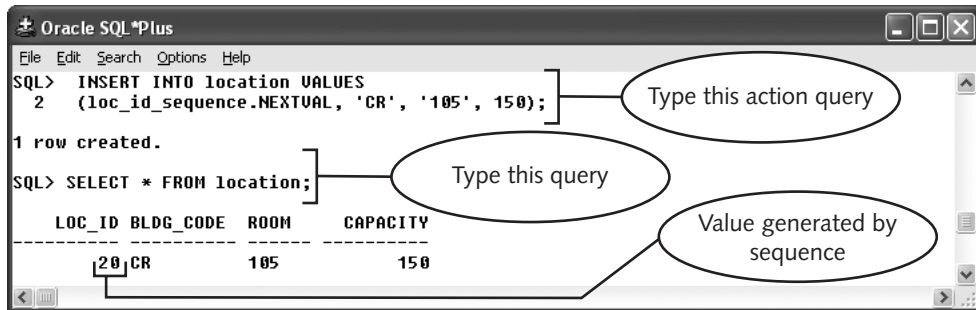 Oracle SQL*Plus
File Edit Search Options Help
SQL> INSERT INTO location VALUES
2 (loc_id_sequence.NEXTVAL, 'CR', '105', 150);
Type this action query
1 row created.
SQL> SELECT * FROM location;
Type this query
LOC_ID BLDG_CODE ROOM CAPACITY
---------- ---------- ------ ----------
20 CR 105 150
Value generated by
sequence